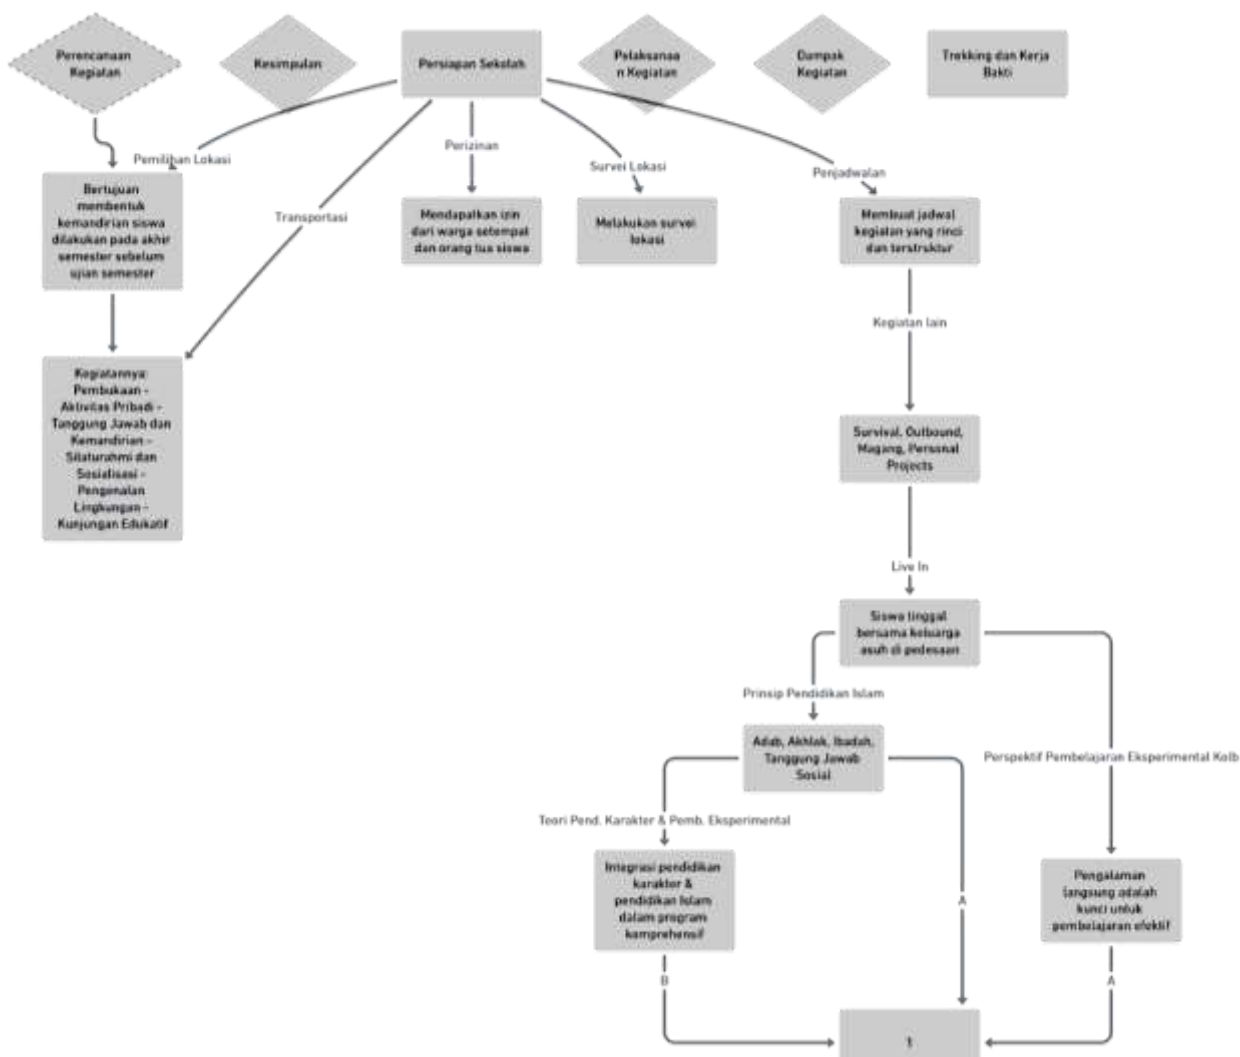 Perencanaan
Kegiatan
Kesimpulan
Persiapan Sekolah
Pelaksanaa
n Kegiatan
Dampak
Kegiatan
Trekking dan Kerja
Bakti
Pemilihan Lokasi
Perizinan
Survei Lokasi
Penjadwalan
Transportasi
Bertujuan
membentuk
kemandirian siswa
dilakukan pada akhir
semester sebelum
ujian semester
Mendapatkan izin
dari warga setempat
dan orang tua siswa
Melakukan survei
lokasi
Membuat jadwal
kegiatan yang rinci
dan terstruktur
Kegiatan lain
Kegiatannya:
Pembukaan -
Aktivitas Pribadi -
Tanggung Jawab dan
Kemandirian -
Silaturahmi dan
Sosialisasi -
Pengenalan
Lingkungan -
Kunjungan Edukatif
Survival, Outbound,
Magang, Personal
Projects
Live In
Siswa tinggal
bersama keluarga
asuh di pedesaan
Prinsip Pendidikan Islam
Adab, Akhlak, Ibadah,
Tanggung Jawab
Sosial
Perspektif Pembelajaran Eksperimental Kolb
Teori Pend. Karakter & Pemb. Eksperimental
Integrasi pendidikan
karakter &
pendidikan Islam
dalam program
komprehensif
Pengalaman
langsung adalah
kunci untuk
pembelajaran efektif
A
B
A
1